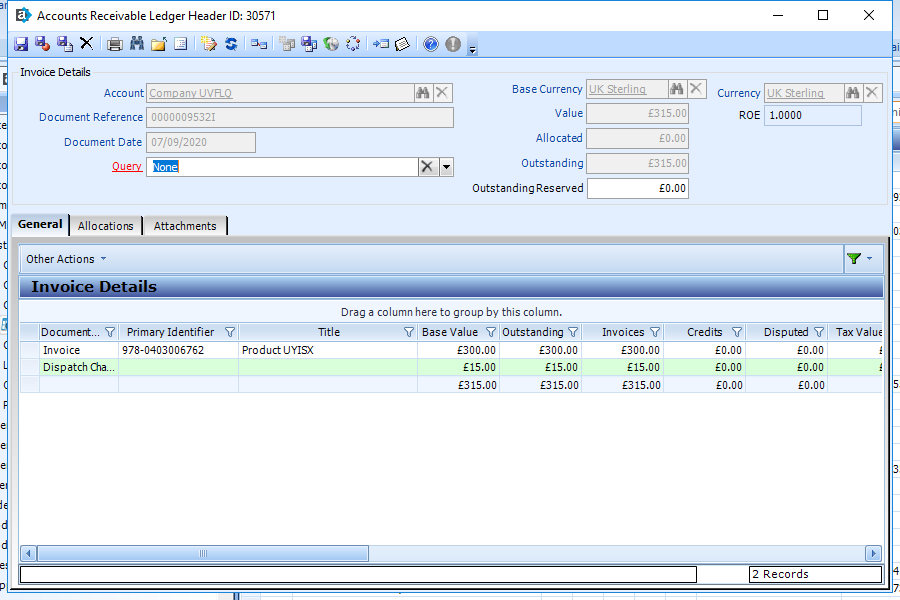 Accounts Receivable Ledger Header ID: 30571
Invoice Details
Account Company UVFLQ
Document Reference 0000009532I
Document Date 07/09/2020
Query None
Base Currency UK Sterling
Value £315.00
Allocated £0.00
Outstanding £315.00
Outstanding Reserved £0.00
Currency UK Sterling
ROE 1.0000
General Allocations Attachments
Other Actions
Invoice Details
Drag a column here to group by this column.
Document... Primary Identifier Title Base Value Outstanding Invoices Credits Disputed Tax Value
Invoice 978-0403006762 Product UYISX £300.00 £300.00 £300.00 £0.00 £0.00 £
Dispatch Cha... £15.00 £15.00 £15.00 £0.00 £0.00 £
£315.00 £315.00 £315.00 £0.00 £0.00
2 Records